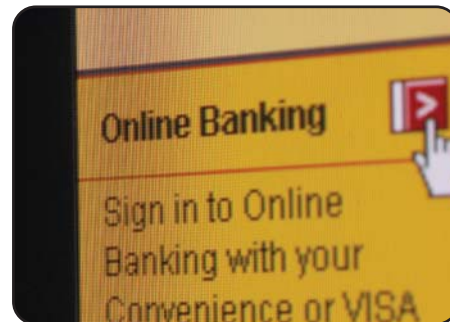 Online Banking
Sign in to Online
Banking with your
Convenience or VISA